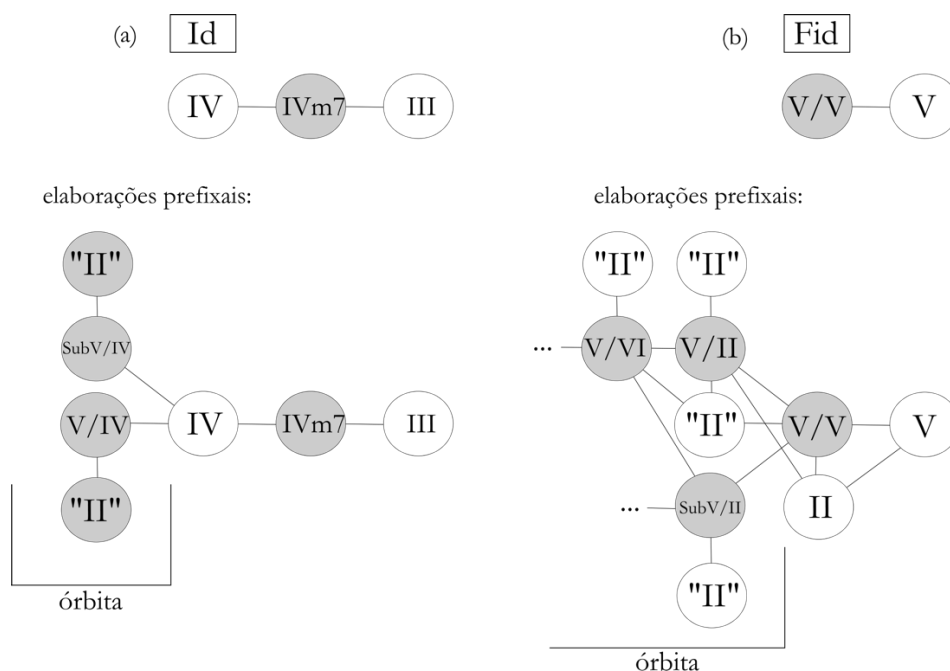 (a) Id
IV IVm7 III
elaborações prefixais:
"II"
SubV/IV
V/IV IV IVm7 III
"II"
órbita
(b) Fid
V/V V
elaborações prefixais:
"II" "II"
... V/VI V/II
"II" V/V V
... SubV/II II
"II"
órbita